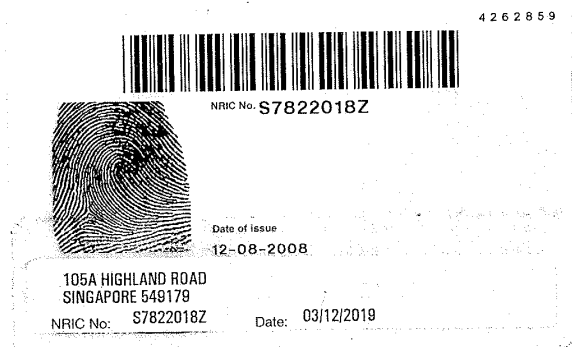 4262859
NRIC No. S7822018Z
Date of issue
12-08-2008
105A HIGHLAND ROAD
SINGAPORE 549179
NRIC No: S7822018Z Date: 03/12/2019